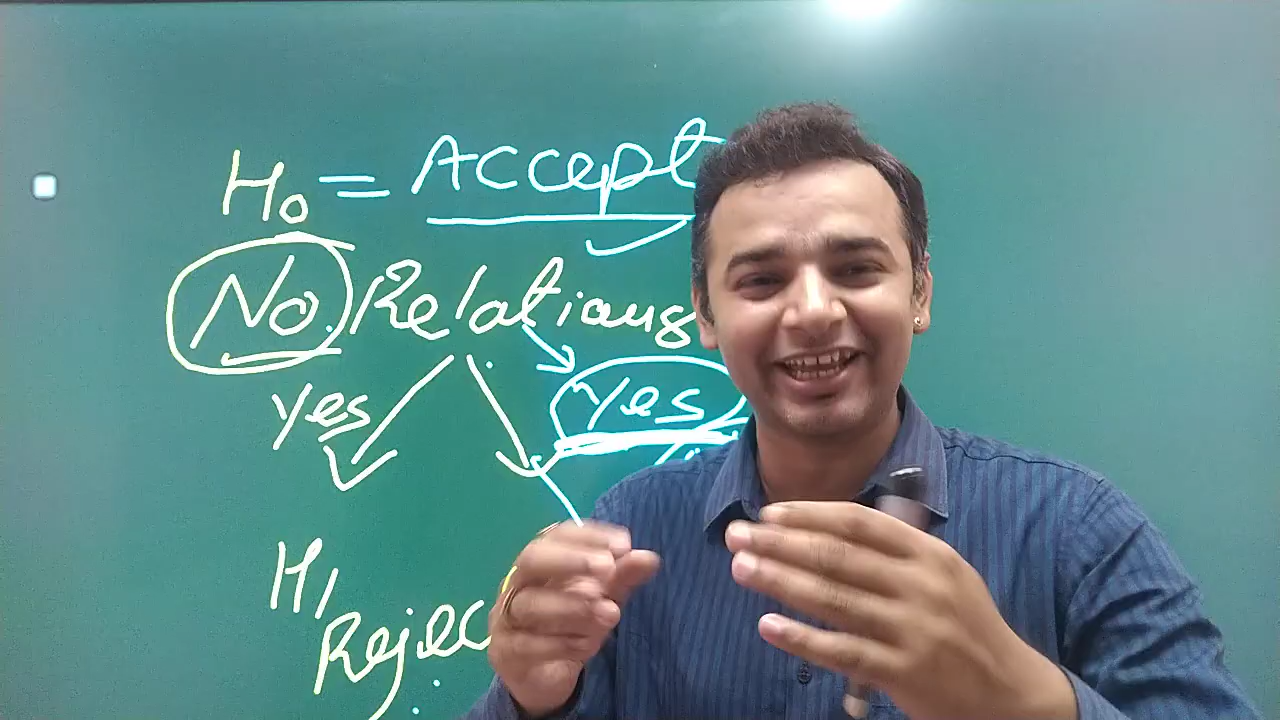 H₀ = Accept
No. Relations
Yes
Yes
H₁
Rejec